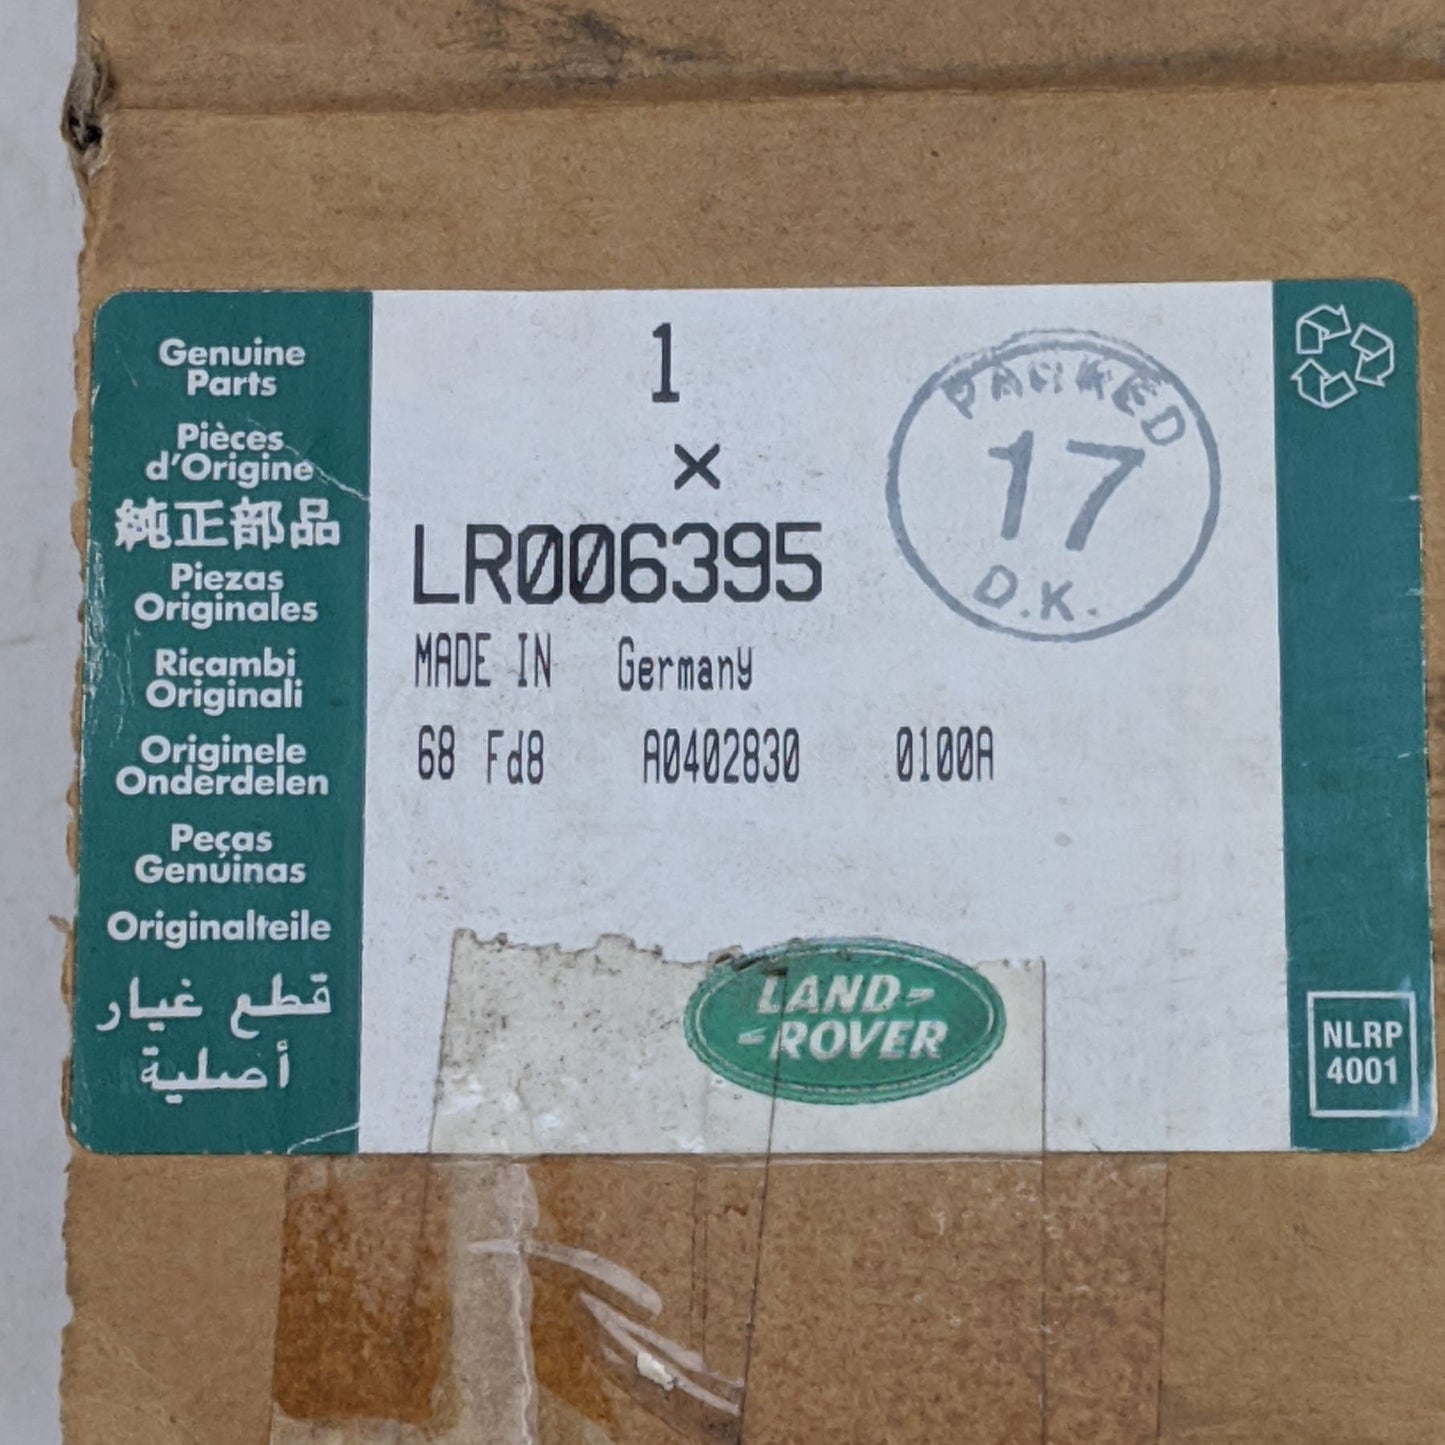 Genuine
Parts
Pièces
d'Origine
純正部品
Piezas
Originales
Ricambi
Originali
Originele
Onderdelen
Peças
Genuinas
Originalteile
قطع غيار
أصلية
1
×
LR006395
MADE IN Germany
68 Fd8 A0402830 0100A
PACKED
17
D.K.
LAND-
-ROVER
NLRP
4001